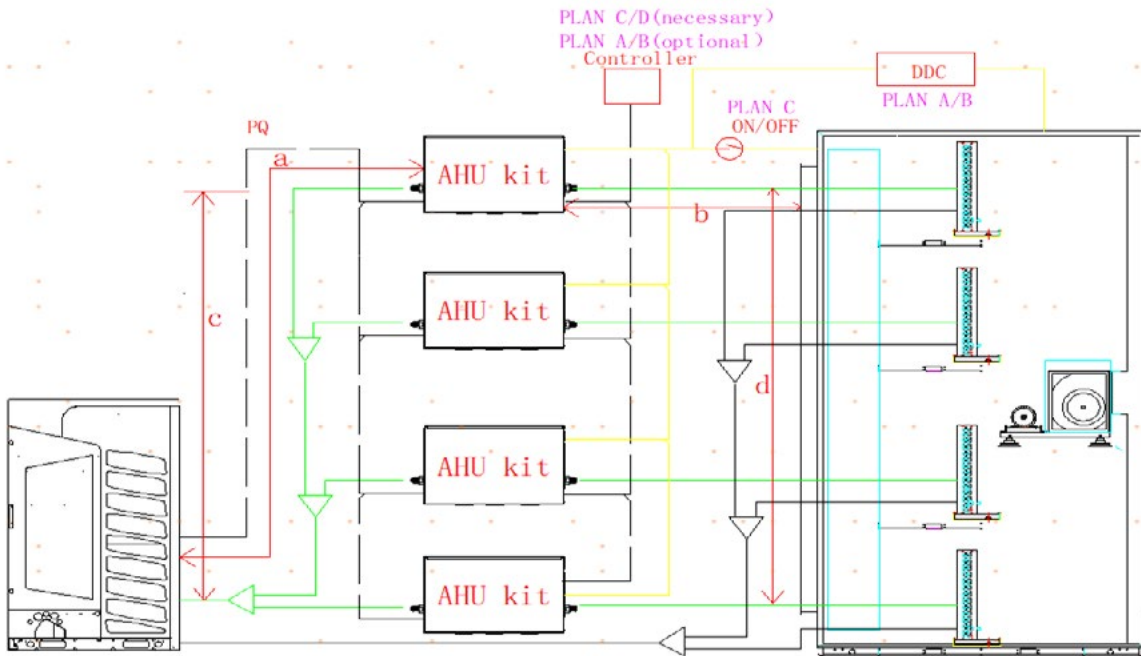 PLAN C/D(necessary)
PLAN A/B(optional)
Controller
DDC
PLAN A/B
PLAN C
ON/OFF
PQ
a
AHU kit
b
c
AHU kit
d
AHU kit
AHU kit